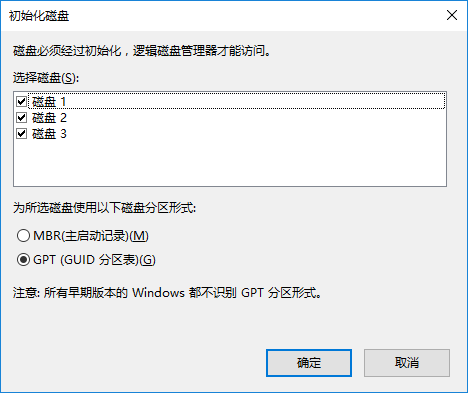 初始化磁盘
磁盘必须经过初始化，逻辑磁盘管理器才能访问。
选择磁盘(S):
磁盘 1
磁盘 2
磁盘 3
为所选磁盘使用以下磁盘分区形式:
MBR(主启动记录)(M)
GPT (GUID 分区表)(G)
注意: 所有早期版本的 Windows 都不识别 GPT 分区形式。
确定
取消